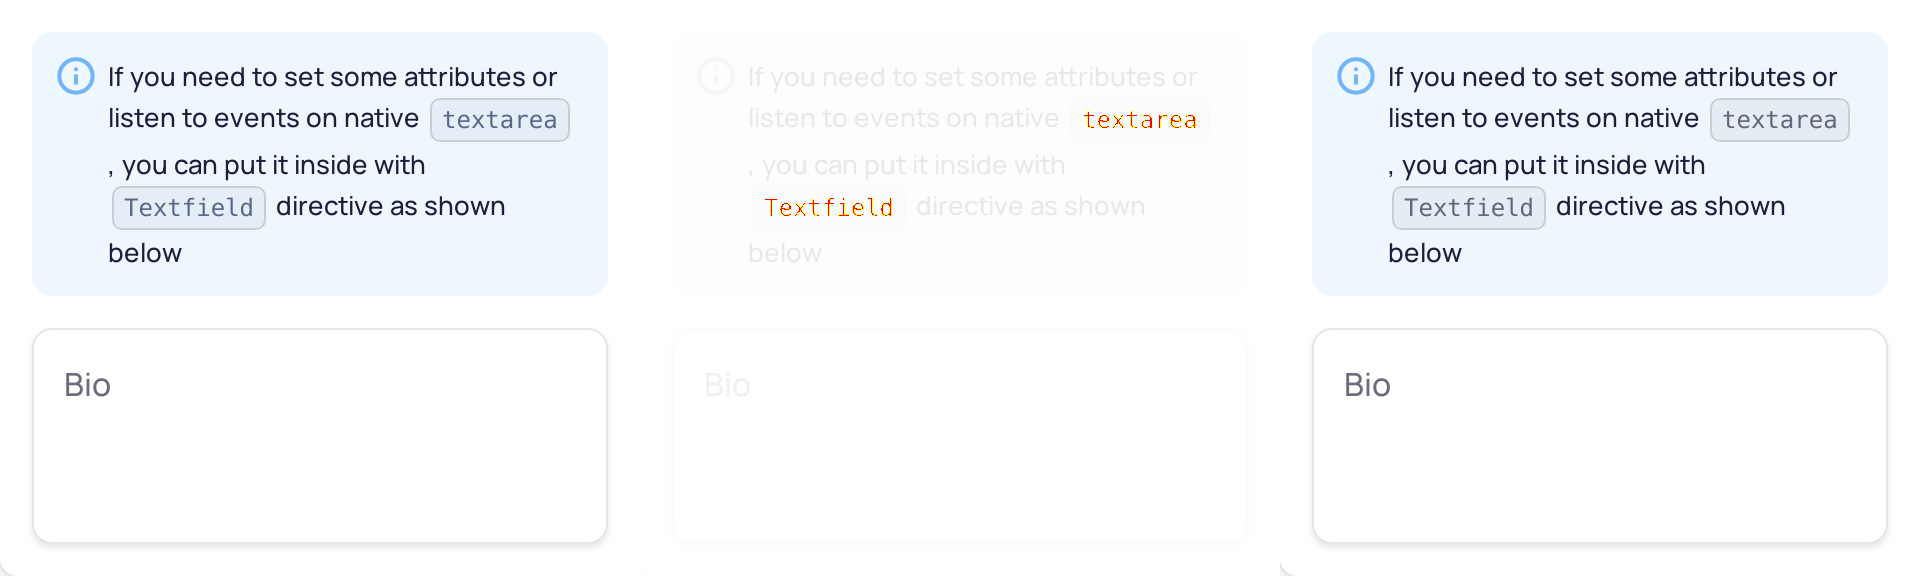 If you need to set some attributes or
listen to events on native textarea
, you can put it inside with
Textfield directive as shown
below
Bio
If you need to set some attributes or
listen to events on native textarea
, you can put it inside with
Textfield directive as shown
below
Bio
If you need to set some attributes or
listen to events on native textarea
, you can put it inside with
Textfield directive as shown
below
Bio